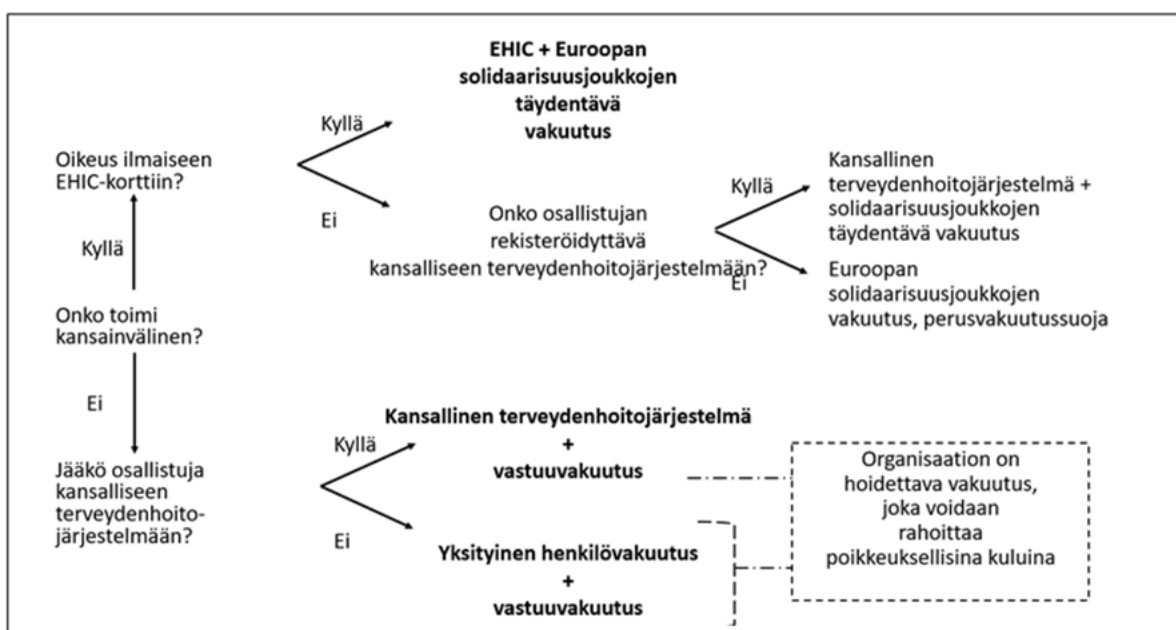 EHIC + Euroopan
solidaarisuusjoukkojen
täydentävä
vakuutus
Kyllä
Oikeus ilmaiseen
EHIC-korttiin?
Ei
Onko osallistujan
rekisteröidyttävä
kansalliseen terveydenhoitojärjestelmään?
Kyllä
Kansallinen
terveydenhoitojärjestelmä +
solidaarisuusjoukkojen
täydentävä vakuutus
Ei
Euroopan
solidaarisuusjoukkojen
vakuutus, perusvakuutussuoja
Kyllä
Onko toimi
kansainvälinen?
Ei
Jääkö osallistuja
kansalliseen
terveydenhoito-
järjestelmään?
Kyllä
Kansallinen terveydenhoitojärjestelmä
+
vastuuvakuutus
Ei
Yksityinen henkilövakuutus
+
vastuuvakuutus
Organisaation on
hoidettava vakuutus,
joka voidaan
rahoittaa
poikkeuksellisina kuluina